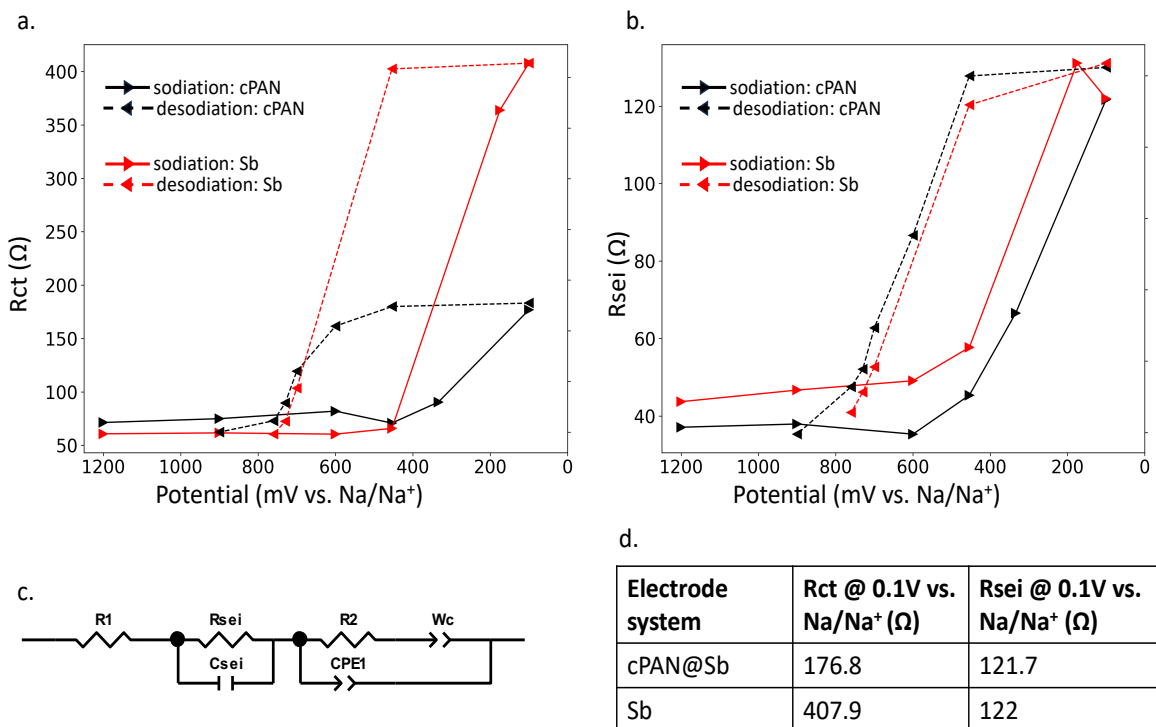 a.
400
350
300
250
200
150
100
50
Rct (Ω)
sodiation: cPAN
desodiation: cPAN
sodiation: Sb
desodiation: Sb
1200 1000 800 600 400 200 0
Potential (mV vs. Na/Na⁺)
b.
120
100
80
60
40
Rsei (Ω)
sodiation: cPAN
desodiation: cPAN
sodiation: Sb
desodiation: Sb
1200 1000 800 600 400 200 0
Potential (mV vs. Na/Na⁺)
c.
R1 Rsei R2 Wc
Csei CPE1
d.
Electrode system
Rct @ 0.1V vs. Na/Na⁺ (Ω)
Rsei @ 0.1V vs. Na/Na⁺ (Ω)
cPAN@Sb 176.8 121.7
Sb 407.9 122